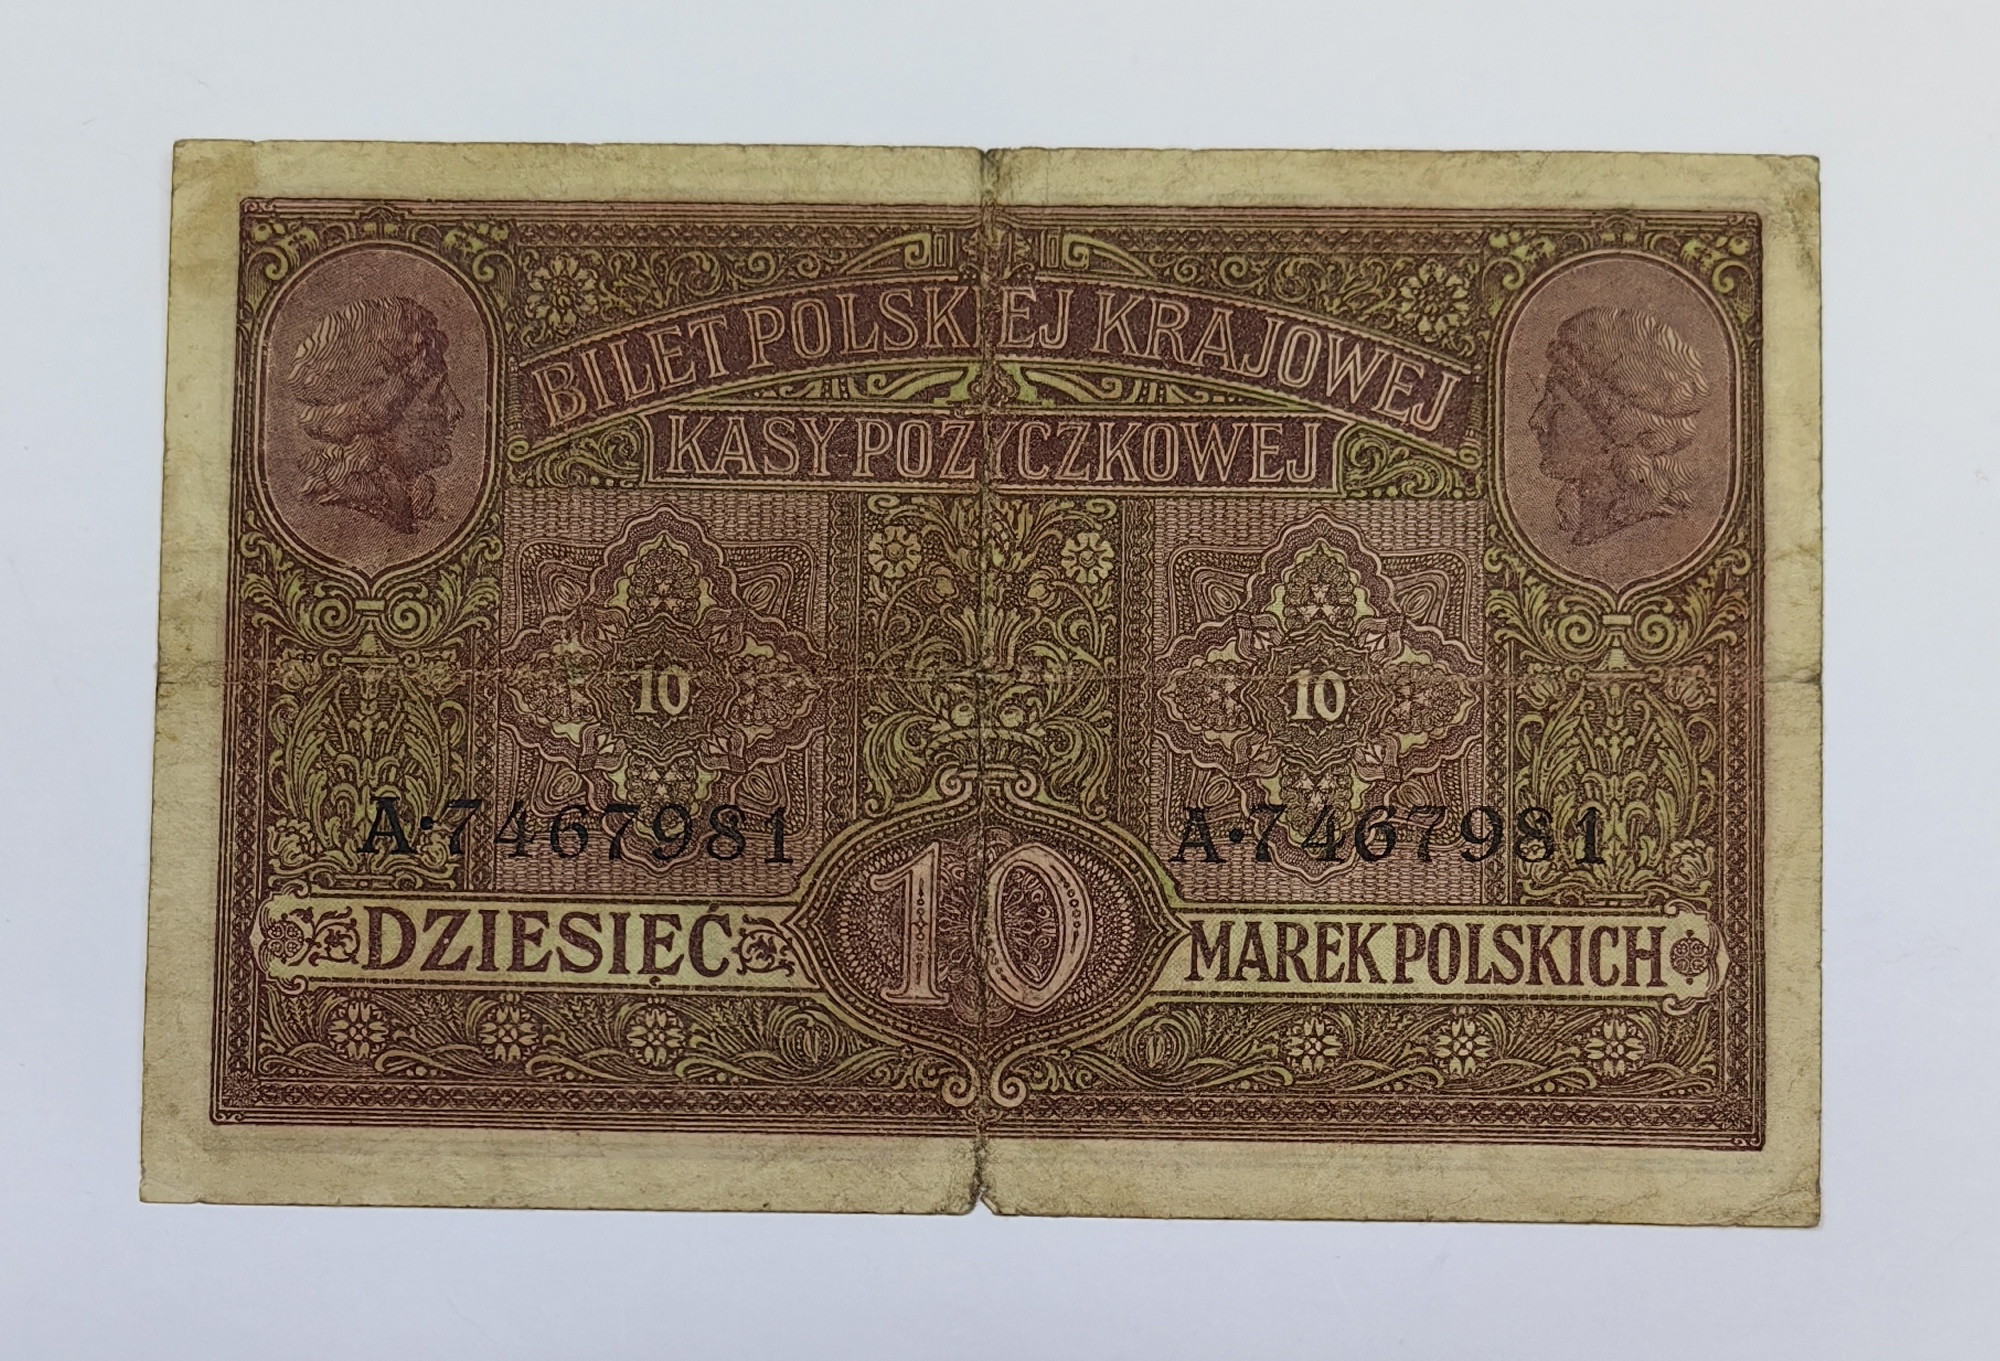 BILET POLSKIEJ KRAJOWEJ
KASY POŻYCZKOWEJ
10 10
A·7467981 A·7467981
DZIESIĘĆ 10 MAREK POLSKICH